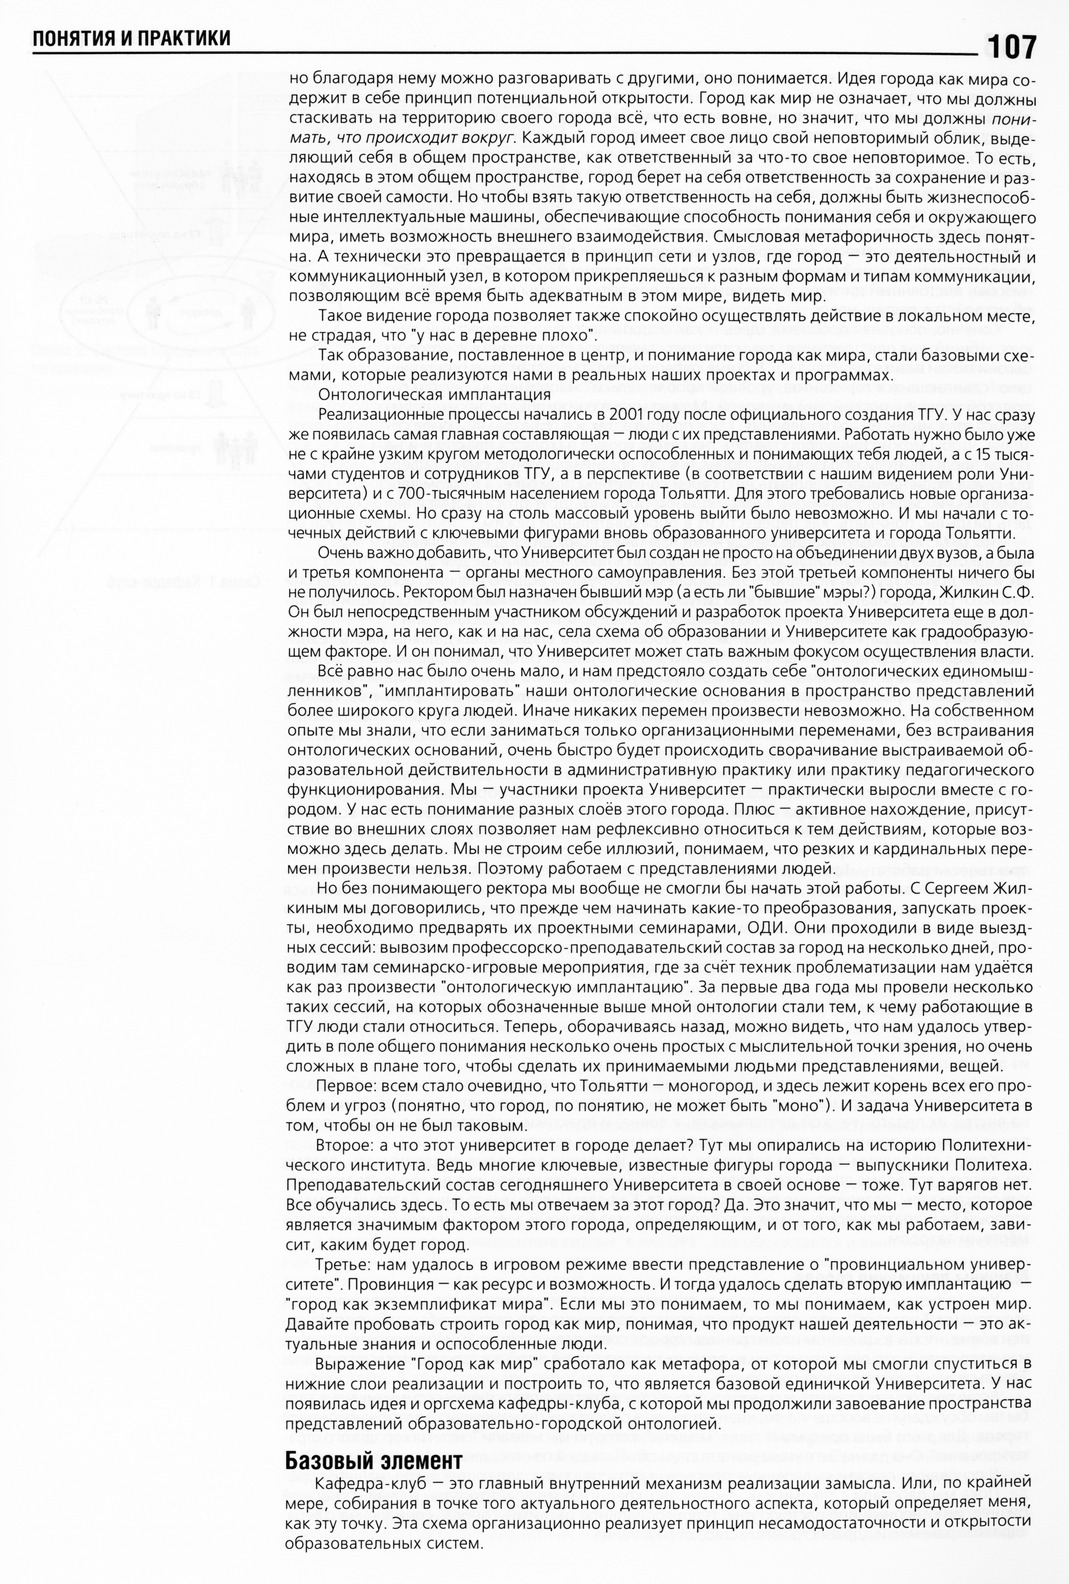 ПОНЯТИЯ И ПРАКТИКИ
107
но благодаря нему можно разговаривать с другими, оно понимается. Идея города как мира со-
держит в себе принцип потенциальной открытости. Город как мир не означает, что мы должны
стаскивать на территорию своего города всё, что есть вовне, но значит, что мы должны пони-
мать, что происходит вокруг. Каждый город имеет свое лицо свой неповторимый облик, выде-
ляющий себя в общем пространстве, как ответственный за что-то свое неповторимое. То есть,
находясь в этом общем пространстве, город берет на себя ответственность за сохранение и раз-
витие своей самости. Но чтобы взять такую ответственность на себя, должны быть жизнеспособ-
ные интеллектуальные машины, обеспечивающие способность понимания себя и окружающего
мира, иметь возможность внешнего взаимодействия. Смысловая метафоричность здесь понят-
на. А технически это превращается в принцип сети и узлов, где город – это деятельностный и
коммуникационный узел, в котором прикрепляешься к разным формам и типам коммуникации,
позволяющим всё время быть адекватным в этом мире, видеть мир.
Такое видение города позволяет также спокойно осуществлять действие в локальном месте,
не страдая, что "у нас в деревне плохо".
Так образование, поставленное в центр, и понимание города как мира, стали базовыми схе-
мами, которые реализуются нами в реальных наших проектах и программах.
Онтологическая имплантация
Реализационные процессы начались в 2001 году после официального создания ТГУ. У нас сразу
же появилась самая главная составляющая – люди с их представлениями. Работать нужно было уже
не с крайне узким кругом методологически оспособленных и понимающих тебя людей, а с 15 тыся-
чами студентов и сотрудников ТГУ, а в перспективе (в соответствии с нашим видением роли Уни-
верситета) и с 700-тысячным населением города Тольятти. Для этого требовались новые организа-
ционные схемы. Но сразу на столь массовый уровень выйти было невозможно. И мы начали с то-
чечных действий с ключевыми фигурами вновь образованного университета и города Тольятти.
Очень важно добавить, что Университет был создан не просто на объединении двух вузов, а была
и третья компонента – органы местного самоуправления. Без этой третьей компоненты ничего бы
не получилось. Ректором был назначен бывший мэр (а есть ли "бывшие" мэры?) города, Жилкин С.Ф.
Он был непосредственным участником обсуждений и разработок проекта Университета еще в дол-
жности мэра, на него, как и на нас, села схема об образовании и Университете как градообразую-
щем факторе. И он понимал, что Университет может стать важным фокусом осуществления власти.
Всё равно нас было очень мало, и нам предстояло создать себе "онтологических единомыш-
ленников", "имплантировать" наши онтологические основания в пространство представлений
более широкого круга людей. Иначе никаких перемен произвести невозможно. На собственном
опыте мы знали, что если заниматься только организационными переменами, без встраивания
онтологических оснований, очень быстро будет происходить сворачивание выстраиваемой об-
разовательной действительности в административную практику или практику педагогического
функционирования. Мы – участники проекта Университет – практически выросли вместе с го-
родом. У нас есть понимание разных слоёв этого города. Плюс – активное нахождение, присут-
ствие во внешних слоях позволяет нам рефлексивно относиться к тем действиям, которые воз-
можно здесь делать. Мы не строим себе иллюзий, понимаем, что резких и кардинальных пере-
мен произвести нельзя. Поэтому работаем с представлениями людей.
Но без понимающего ректора мы вообще не смогли бы начать этой работы. С Сергеем Жил-
киным мы договорились, что прежде чем начинать какие-то преобразования, запускать проек-
ты, необходимо предварять их проектными семинарами, ОДИ. Они проходили в виде выезд-
ных сессий: вывозим профессорско-преподавательский состав за город на несколько дней, про-
водим там семинарско-игровые мероприятия, где за счёт техник проблематизации нам удаётся
как раз произвести "онтологическую имплантацию". За первые два года мы провели несколько
таких сессий, на которых обозначенные выше мной онтологии стали тем, к чему работающие в
ТГУ люди стали относиться. Теперь, оборачиваясь назад, можно видеть, что нам удалось утвер-
дить в поле общего понимания несколько очень простых с мыслительной точки зрения, но очень
сложных в плане того, чтобы сделать их принимаемыми людьми представлениями, вещей.
Первое: всем стало очевидно, что Тольятти – моногород, и здесь лежит корень всех его про-
блем и угроз (понятно, что город, по понятию, не может быть "моно"). И задача Университета в
том, чтобы он не был таковым.
Второе: а что этот университет в городе делает? Тут мы опирались на историю Политехни-
ческого института. Ведь многие ключевые, известные фигуры города – выпускники Политеха.
Преподавательский состав сегодняшнего Университета в своей основе – тоже. Тут варягов нет.
Все обучались здесь. То есть мы отвечаем за этот город? Да. Это значит, что мы – место, которое
является значимым фактором этого города, определяющим, и от того, как мы работаем, зави-
сит, каким будет город.
Третье: нам удалось в игровом режиме ввести представление о "провинциальном универ-
ситете". Провинция – как ресурс и возможность. И тогда удалось сделать вторую имплантацию –
"город как экземплификат мира". Если мы это понимаем, то мы понимаем, как устроен мир.
Давайте пробовать строить город как мир, понимая, что продукт нашей деятельности – это ак-
туальные знания и оспособленные люди.
Выражение "Город как мир" сработало как метафора, от которой мы смогли спуститься в
нижние слои реализации и построить то, что является базовой единичкой Университета. У нас
появилась идея и оргсхема кафедры-клуба, с которой мы продолжили завоевание пространства
представлений образовательно-городской онтологией.
Базовый элемент
Кафедра-клуб – это главный внутренний механизм реализации замысла. Или, по крайней
мере, собирания в точке того актуального деятельностного аспекта, который определяет меня,
как эту точку. Эта схема организационно реализует принцип несамодостаточности и открытости
образовательных систем.